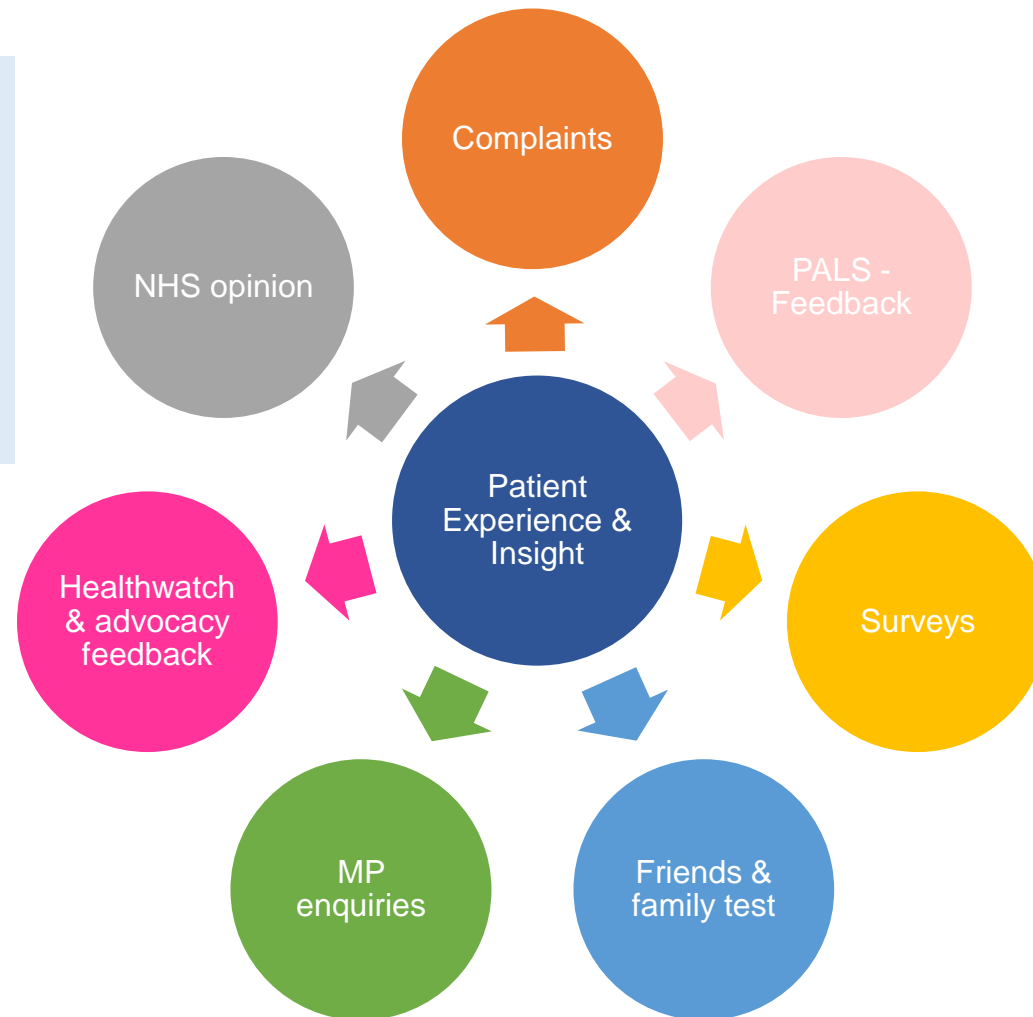 Complaints
PALS -
Feedback
Surveys
Friends &
family test
MP
enquiries
Healthwatch
& advocacy
feedback
NHS opinion
Patient
Experience &
Insight